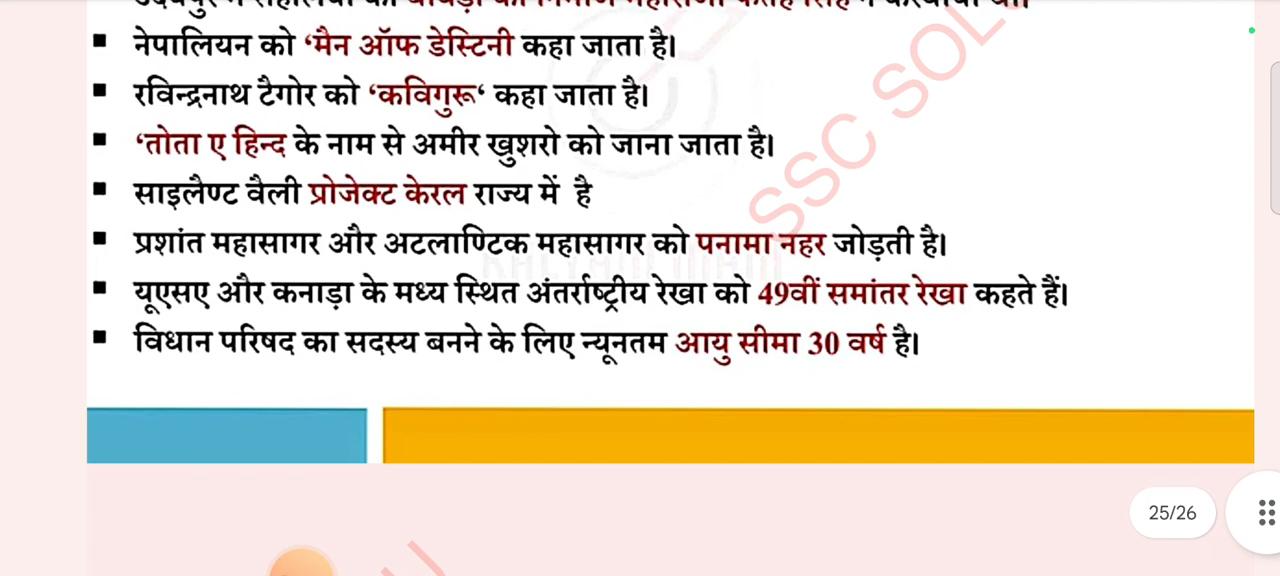 नेपालियन को ‘मैन ऑफ डेस्टिनी कहा जाता है।
रविन्द्रनाथ टैगोर को ‘कविगुरू‘ कहा जाता है।
‘तोता ए हिन्द के नाम से अमीर खुशरो को जाना जाता है।
साइलैण्ट वैली प्रोजेक्ट केरल राज्य में है
प्रशांत महासागर और अटलाण्टिक महासागर को पनामा नहर जोड़ती है।
यूएसए और कनाड़ा के मध्य स्थित अंतर्राष्ट्रीय रेखा को 49वीं समांतर रेखा कहते हैं।
विधान परिषद का सदस्य बनने के लिए न्यूनतम आयु सीमा 30 वर्ष है।
SSC SOLU
25/26